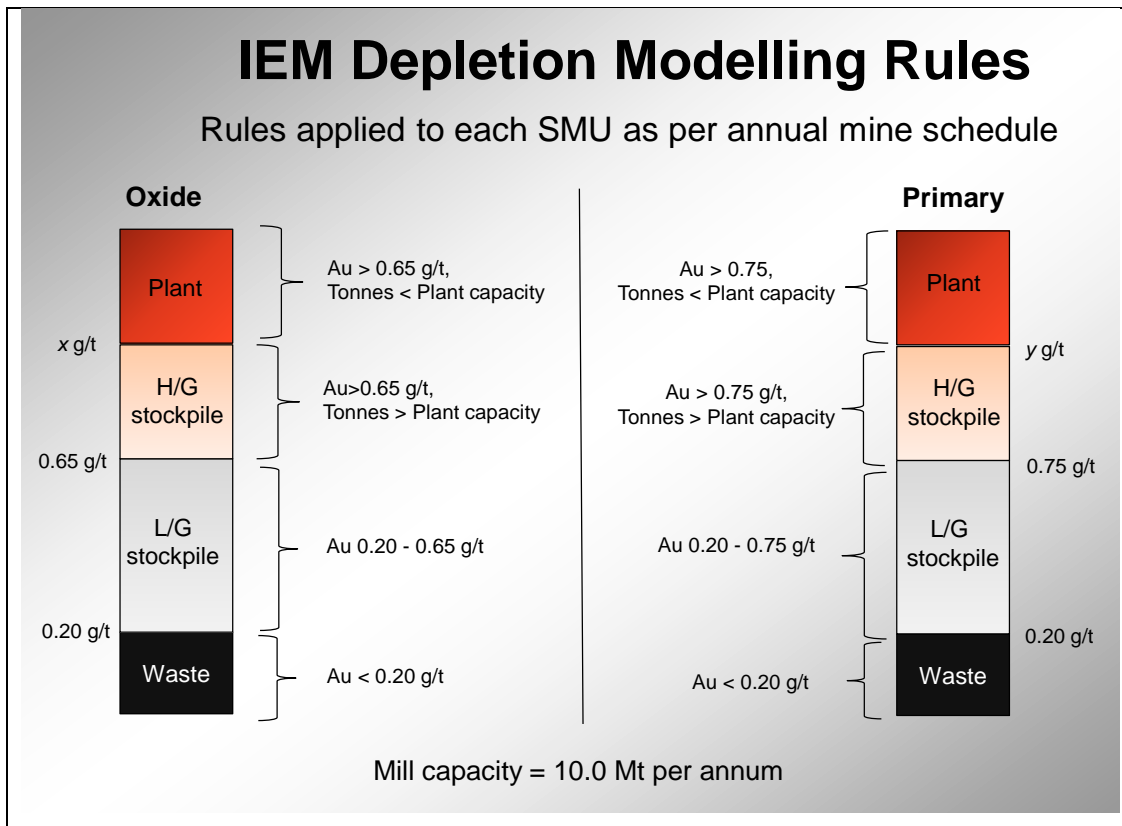 IEM Depletion Modelling Rules
Rules applied to each SMU as per annual mine schedule
Oxide
Plant
Au > 0.65 g/t,
Tonnes < Plant capacity
x g/t
H/G
stockpile
Au>0.65 g/t,
Tonnes > Plant capacity
0.65 g/t
L/G
stockpile
Au 0.20 - 0.65 g/t
0.20 g/t
Waste
Au < 0.20 g/t
Primary
Au > 0.75,
Tonnes < Plant capacity
Plant
y g/t
Au > 0.75 g/t,
Tonnes > Plant capacity
H/G
stockpile
0.75 g/t
Au 0.20 - 0.75 g/t
L/G
stockpile
0.20 g/t
Au < 0.20 g/t
Waste
Mill capacity = 10.0 Mt per annum